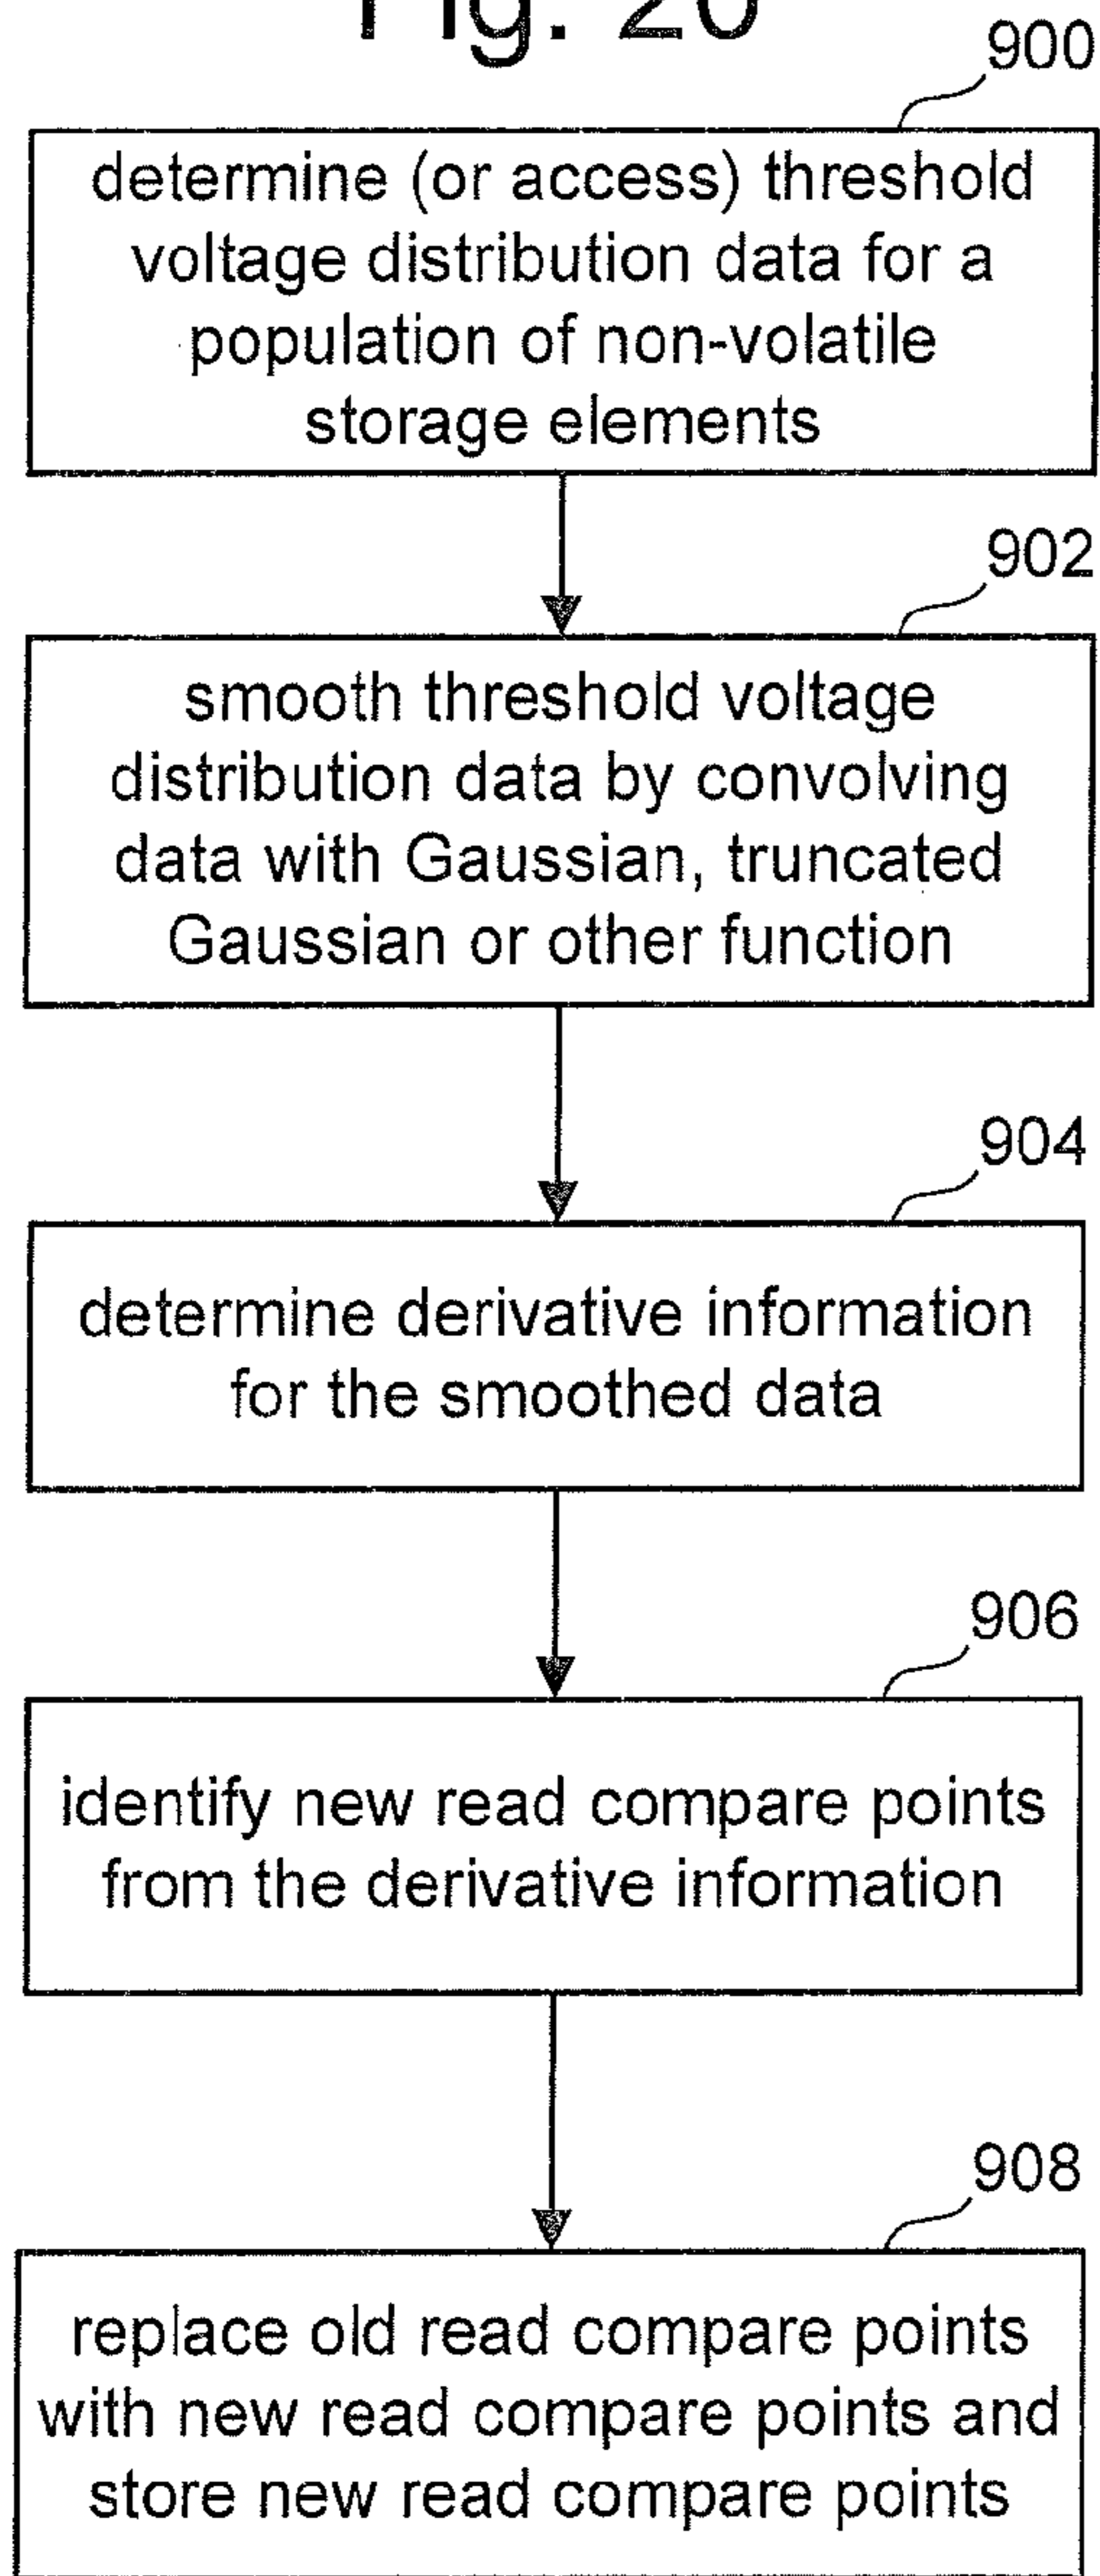 Fig. 20
900
determine (or access) threshold
voltage distribution data for a
population of non-volatile
storage elements
902
smooth threshold voltage
distribution data by convolving
data with Gaussian, truncated
Gaussian or other function
904
determine derivative information
for the smoothed data
906
identify new read compare points
from the derivative information
908
replace old read compare points
with new read compare points and
store new read compare points